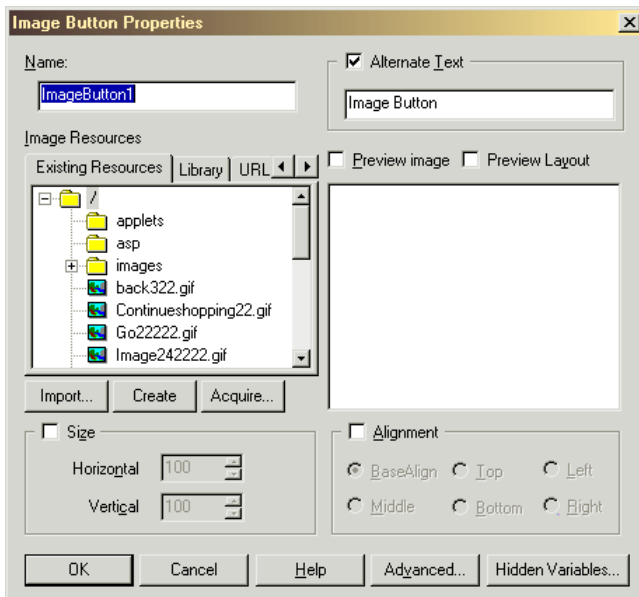 Image Button Properties
Name:
ImageButton1
Alternate Text
Image Button
Image Resources
Existing Resources
Library
URL
Preview image
Preview Layout
/
applets
asp
images
back322.gif
Continueshopping22.gif
Go22222.gif
Image242222.gif
Import...
Create
Acquire...
Size
Horizontal
100
Vertical
100
Alignment
BaseAlign
Top
Left
Middle
Bottom
Right
OK
Cancel
Help
Advanced...
Hidden Variables...